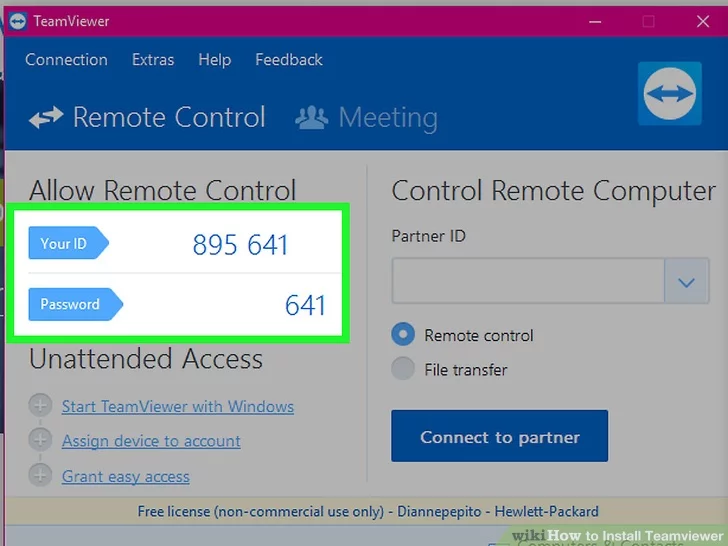 TeamViewer
Connection Extras Help Feedback
Remote Control Meeting
Allow Remote Control
Your ID 895 641
Password 641
Unattended Access
Start TeamViewer with Windows
Assign device to account
Grant easy access
Control Remote Computer
Partner ID
Remote control
File transfer
Connect to partner
Free license (non-commercial use only) - Diannepepito - Hewlett-Packard
Computers & Contacts
wikiHow to Install Teamviewer